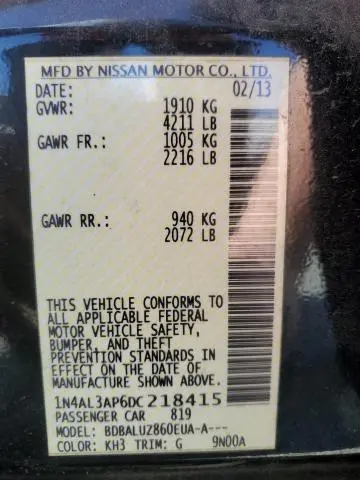 MFD BY NISSAN MOTOR CO., LTD.
DATE: 02/13
GVWR: 1910 KG
4211 LB
GAWR FR.: 1005 KG
2216 LB
GAWR RR.: 940 KG
2072 LB
THIS VEHICLE CONFORMS TO
ALL APPLICABLE FEDERAL
MOTOR VEHICLE SAFETY,
BUMPER, AND THEFT
PREVENTION STANDARDS IN
EFFECT ON THE DATE OF
MANUFACTURE SHOWN ABOVE.
1N4AL3AP6DC218415
PASSENGER CAR 819
MODEL: BDBALUZ860EUA-A---
COLOR: KH3 TRIM: G 9N00A